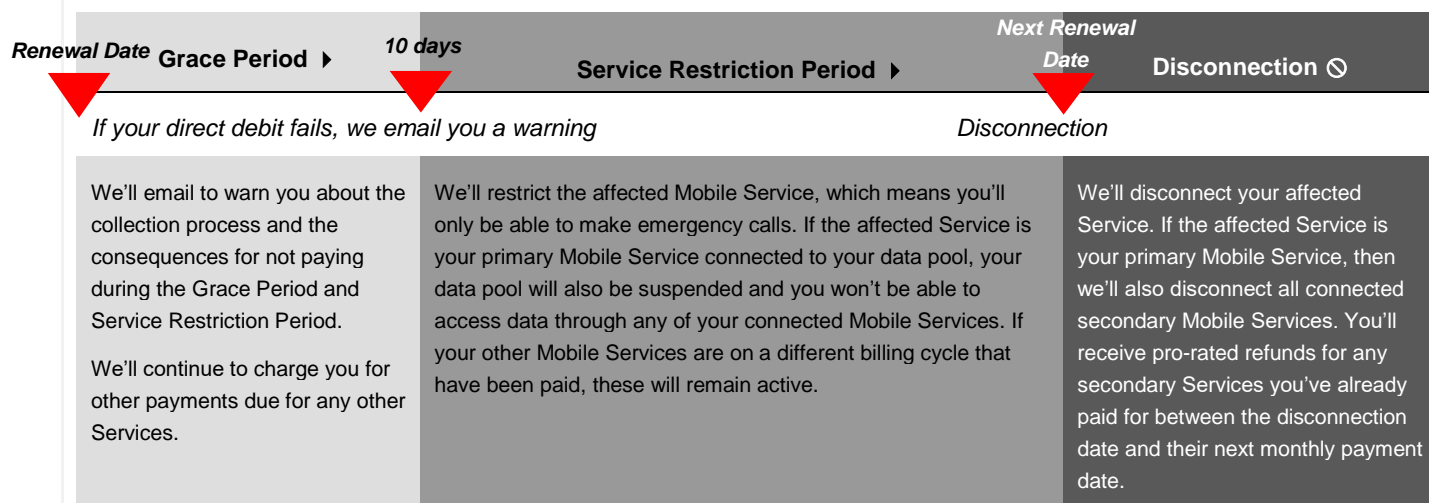 Renewal Date
Grace Period
10 days
Service Restriction Period
Next Renewal
Date
Disconnection
If your direct debit fails, we email you a warning
Disconnection
We’ll email to warn you about the
collection process and the
consequences for not paying
during the Grace Period and
Service Restriction Period.
We’ll continue to charge you for
other payments due for any other
Services.
We’ll restrict the affected Mobile Service, which means you’ll
only be able to make emergency calls. If the affected Service is
your primary Mobile Service connected to your data pool, your
data pool will also be suspended and you won’t be able to
access data through any of your connected Mobile Services. If
your other Mobile Services are on a different billing cycle that
have been paid, these will remain active.
We’ll disconnect your affected
Service. If the affected Service is
your primary Mobile Service, then
we’ll also disconnect all connected
secondary Mobile Services. You’ll
receive pro-rated refunds for any
secondary Services you’ve already
paid for between the disconnection
date and their next monthly payment
date.